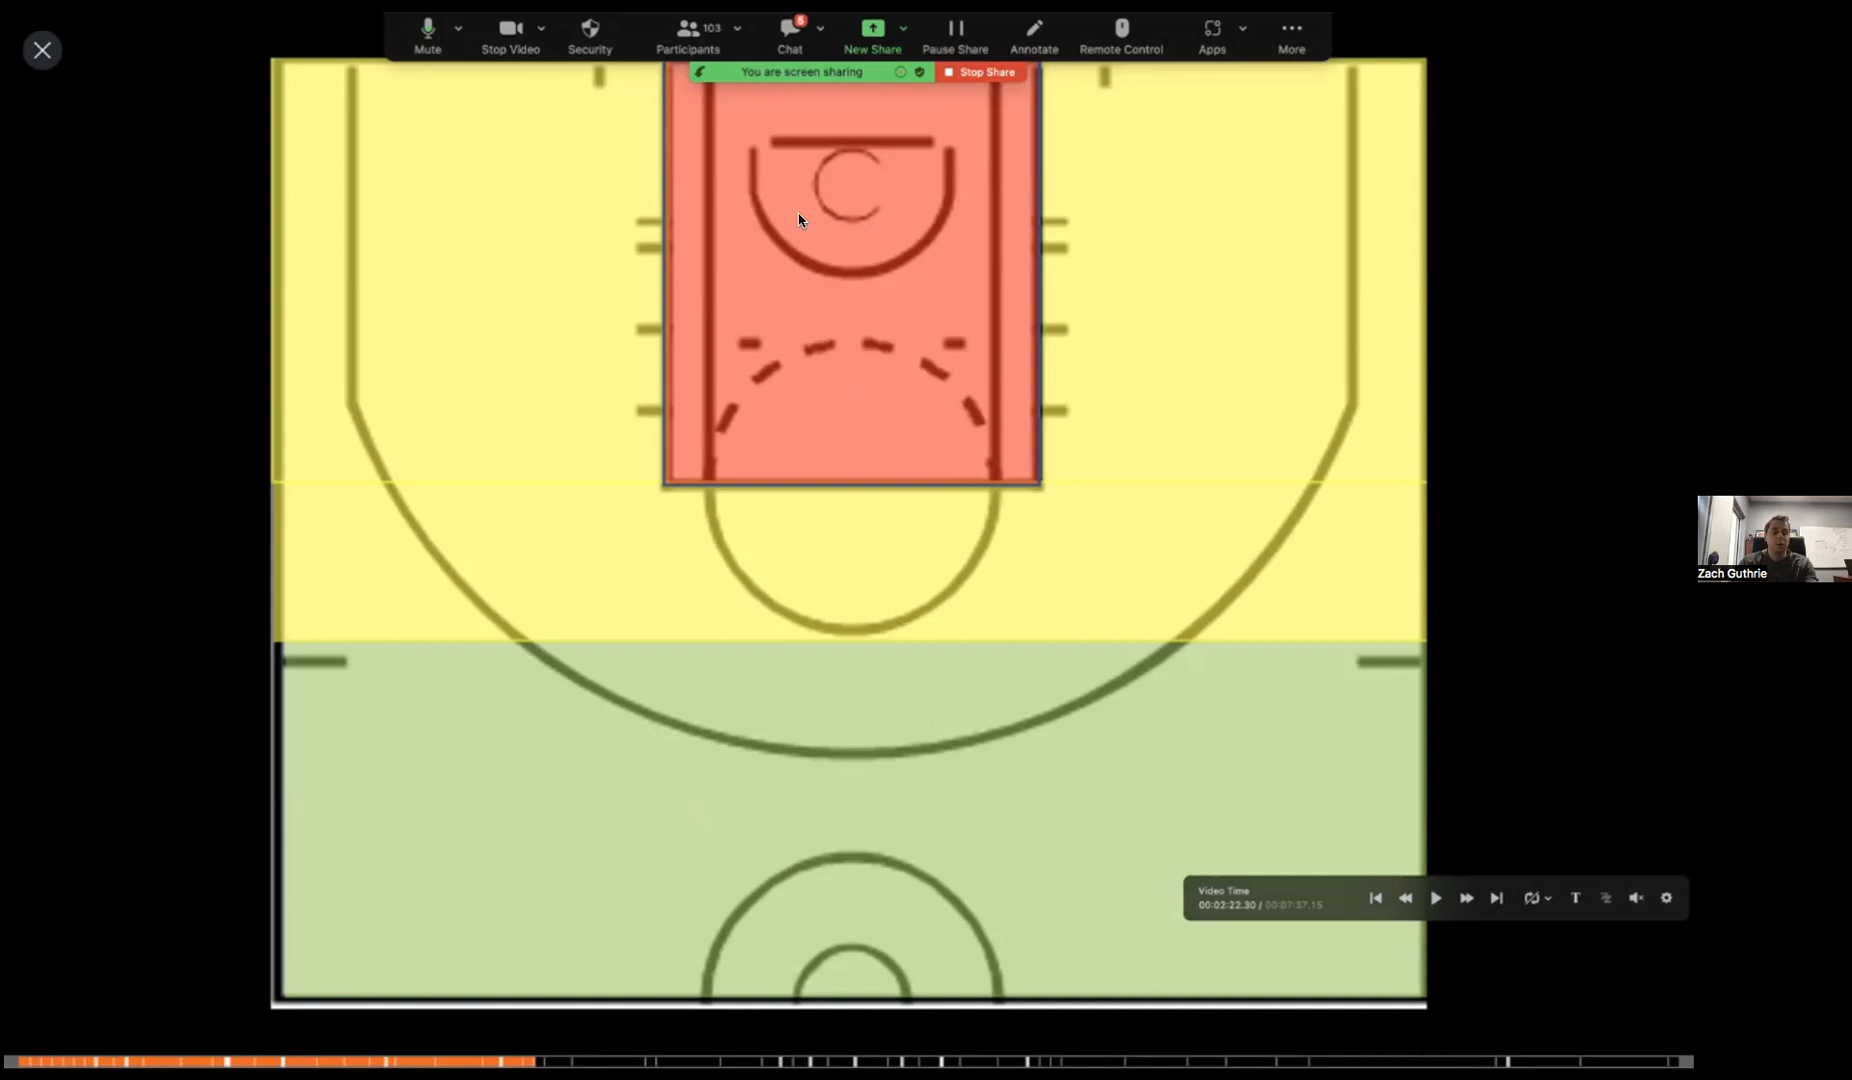 Mute
Stop Video
Security
103
Participants
5
Chat
New Share
Pause Share
Annotate
Remote Control
Apps
More
You are screen sharing
Stop Share
Zach Guthrie
Video Time
00:02:22.30 / 00:07:37.15
T